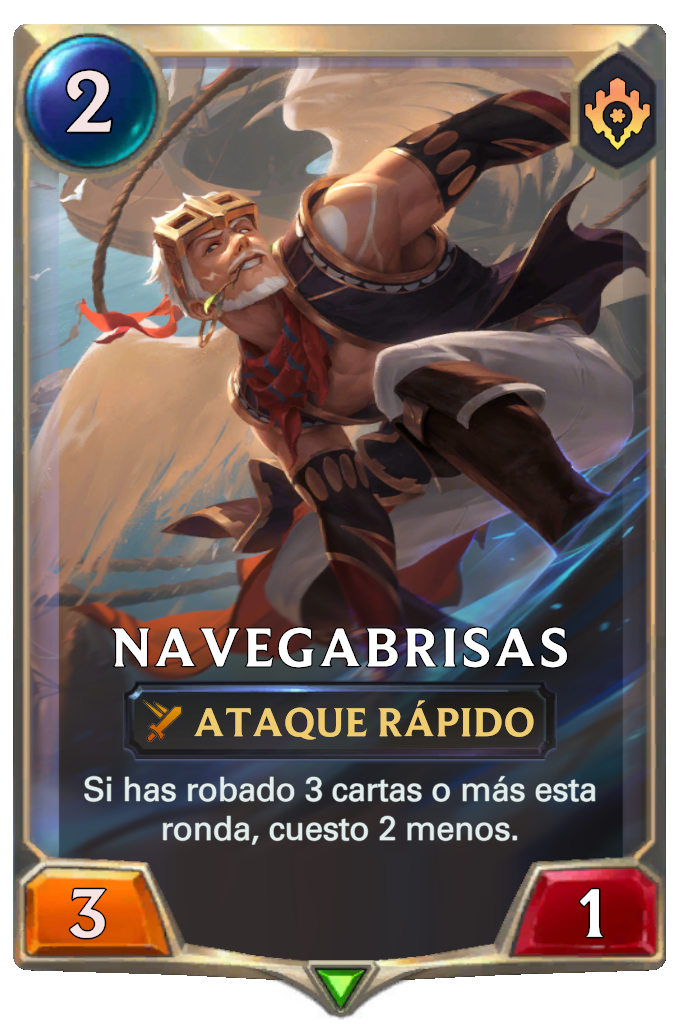 2
NAVEGABRISAS
ATAQUE RÁPIDO
Si has robado 3 cartas o más esta
ronda, cuesto 2 menos.
3
1